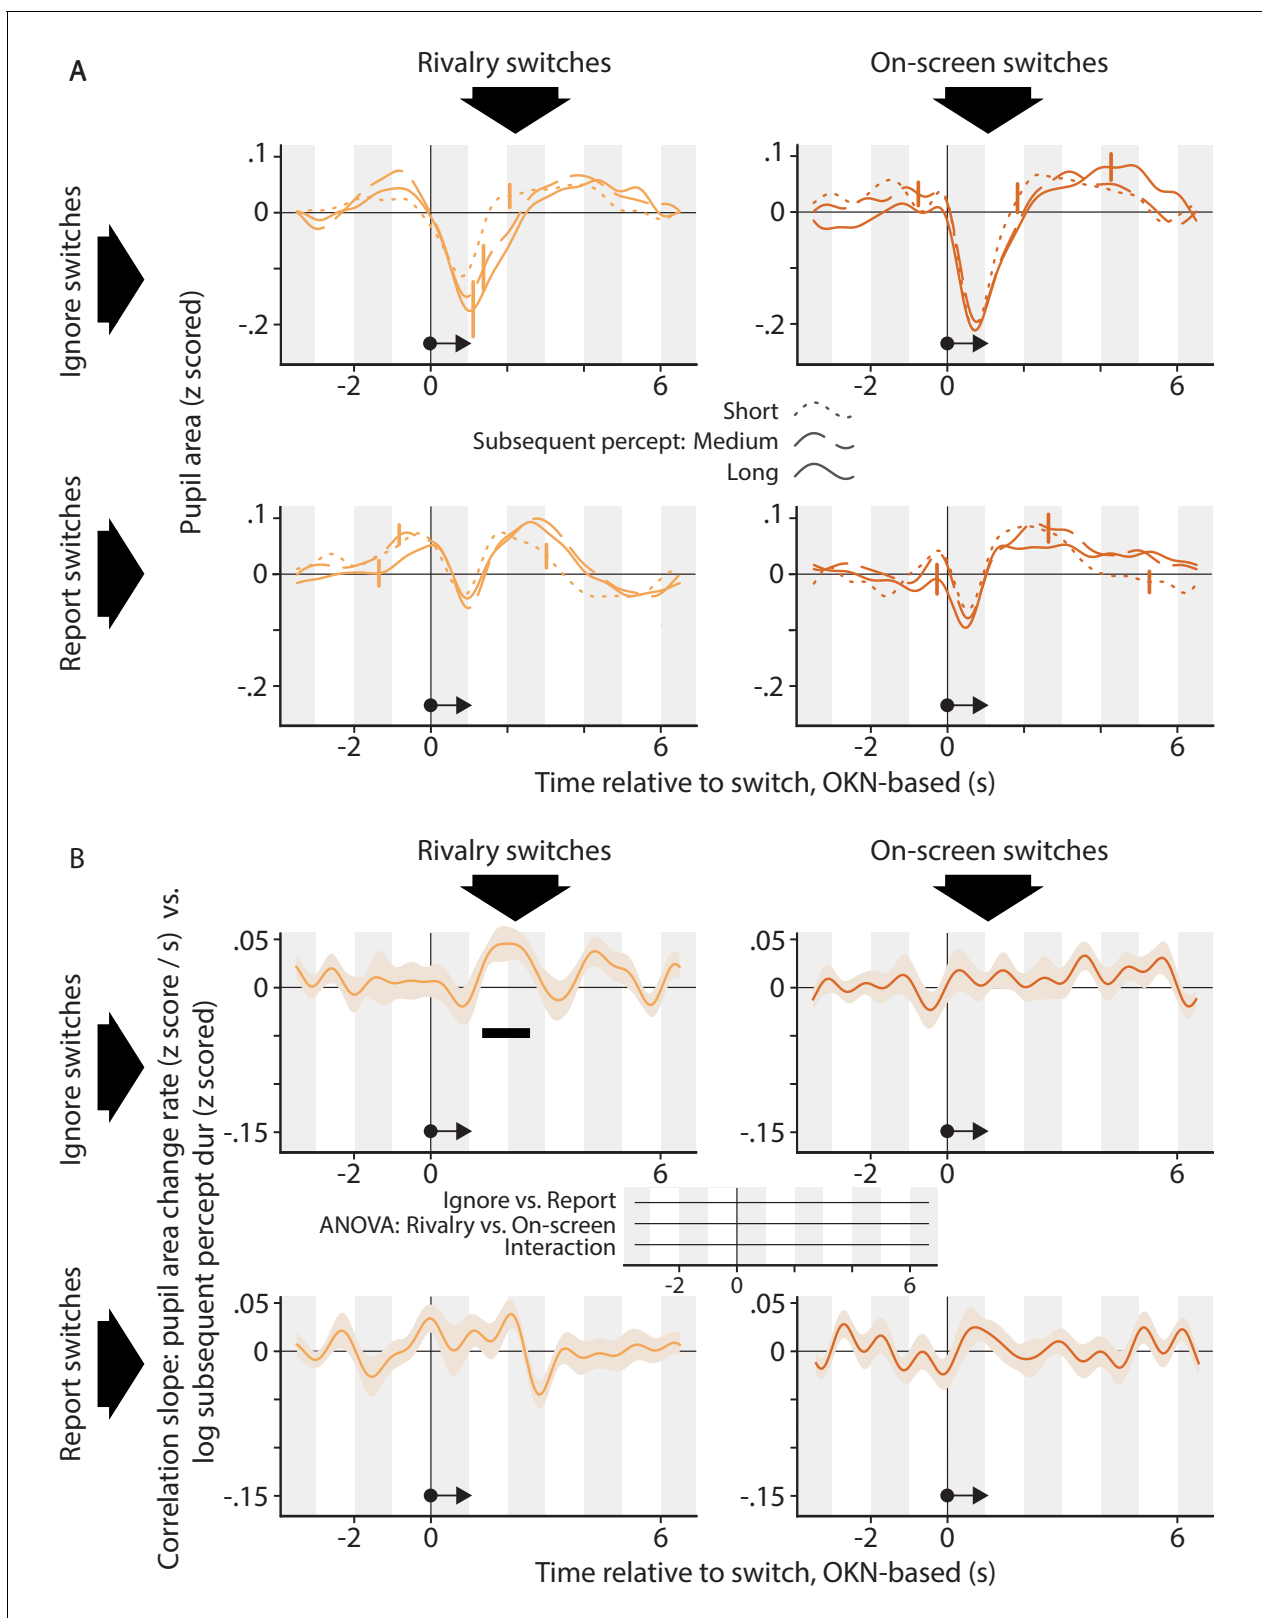 A
Rivalry switches
On-screen switches
Ignore switches
Pupil area (z scored)
.1
0
-.2
-2
0
6
.1
0
-.2
-2
0
6
Short
Subsequent percept: Medium
Long
Report switches
.1
0
-.2
-2
0
6
.1
0
-.2
-2
0
6
Time relative to switch, OKN-based (s)
B
Rivalry switches
On-screen switches
Ignore switches
Correlation slope: pupil area change rate (z score / s) vs.
log subsequent percept dur (z scored)
.05
0
-.15
-2
0
6
.05
0
-.15
-2
0
6
Ignore vs. Report
ANOVA: Rivalry vs. On-screen
Interaction
-2
0
6
Report switches
.05
0
-.15
-2
0
6
.05
0
-.15
-2
0
6
Time relative to switch, OKN-based (s)